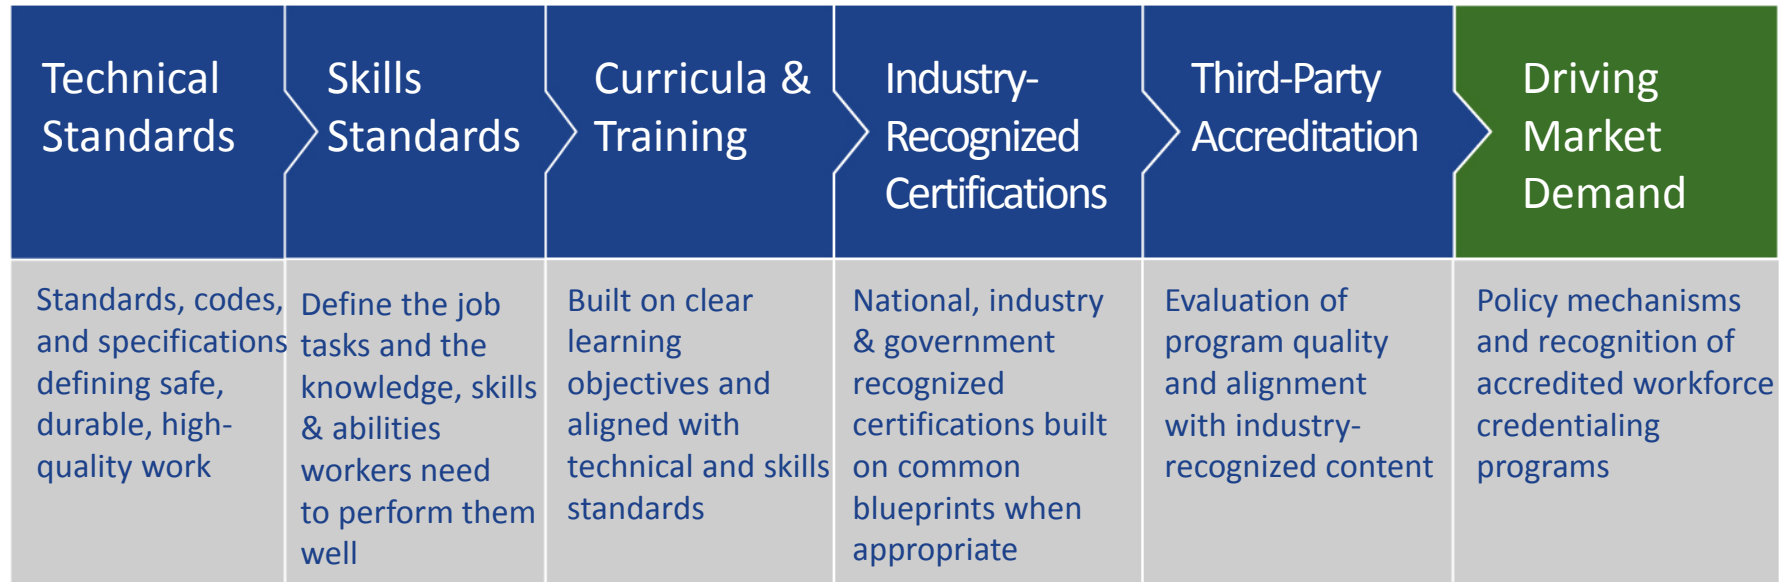 Technical
Standards
Skills
Standards
Curricula &
Training
Industry-
Recognized
Certifications
Third-Party
Accreditation
Driving
Market
Demand
Standards, codes,
and specifications
defining safe,
durable, high-
quality work
Define the job
tasks and the
knowledge, skills
& abilities
workers need
to perform them
well
Built on clear
learning
objectives and
aligned with
technical and skills
standards
National, industry
& government
recognized
certifications built
on common
blueprints when
appropriate
Evaluation of
program quality
and alignment
with industry-
recognized content
Policy mechanisms
and recognition of
accredited workforce
credentialing
programs